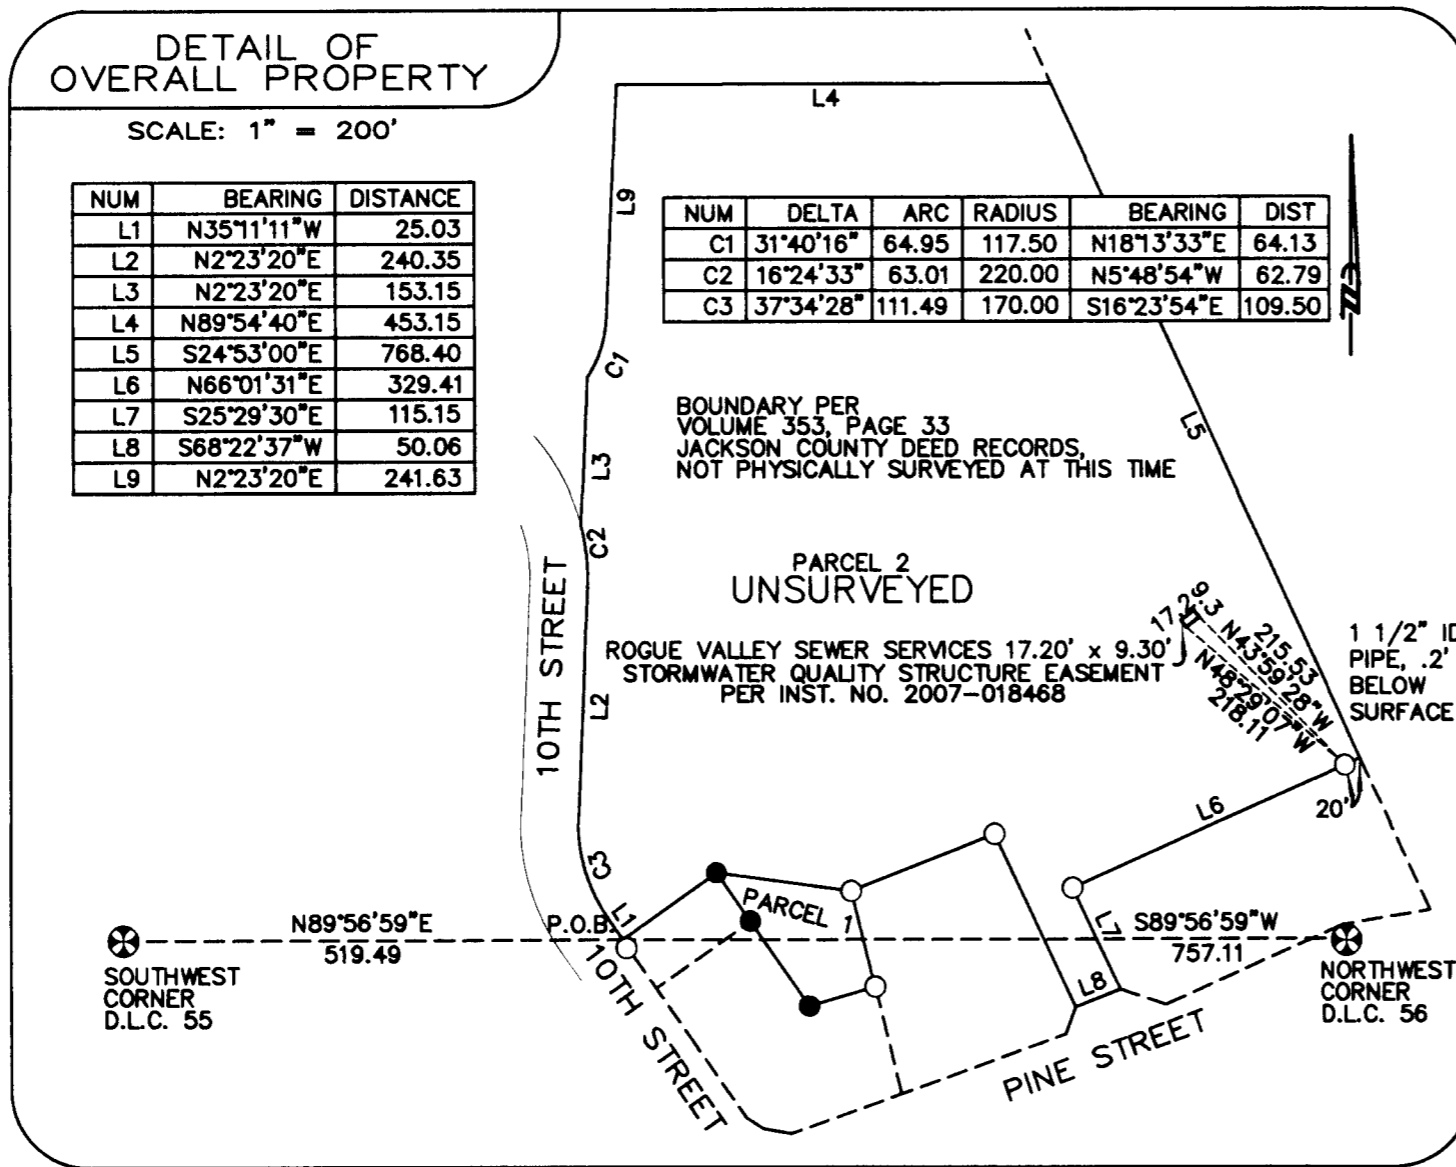 DETAIL OF
OVERALL PROPERTY
SCALE: 1" = 200'
NUM BEARING DISTANCE
L1 N35°11'11"W 25.03
L2 N2°23'20"E 240.35
L3 N2°23'20"E 153.15
L4 N89°54'40"E 453.15
L5 S24°53'00"E 768.40
L6 N66°01'31"E 329.41
L7 S25°29'30"E 115.15
L8 S68°22'37"W 50.06
L9 N2°23'20"E 241.63
L4
L9
NUM DELTA ARC RADIUS BEARING DIST
C1 31°40'16" 64.95 117.50 N18°13'33"E 64.13
C2 16°24'33" 63.01 220.00 N5°48'54"W 62.79
C3 37°34'28" 111.49 170.00 S16°23'54"E 109.50
C1
L5
BOUNDARY PER
VOLUME 353, PAGE 33
JACKSON COUNTY DEED RECORDS,
NOT PHYSICALLY SURVEYED AT THIS TIME
L3
C2
PARCEL 2
UNSURVEYED
10TH STREET
ROGUE VALLEY SEWER SERVICES 17.20' x 9.30'
STORMWATER QUALITY STRUCTURE EASEMENT
PER INST. NO. 2007-018468
17.2
9.3
215.53
N43°59'28"W
N48°29'07"W
218.11
1 1/2" ID
PIPE, .2'
BELOW
SURFACE
L2
L6
20'
C3
L1
PARCEL 1
L7
N89°56'59"E
519.49
P.O.B.
S89°56'59"W
757.11
SOUTHWEST
CORNER
D.L.C. 55
10TH STREET
L8
NORTHWEST
CORNER
D.L.C. 56
PINE STREET